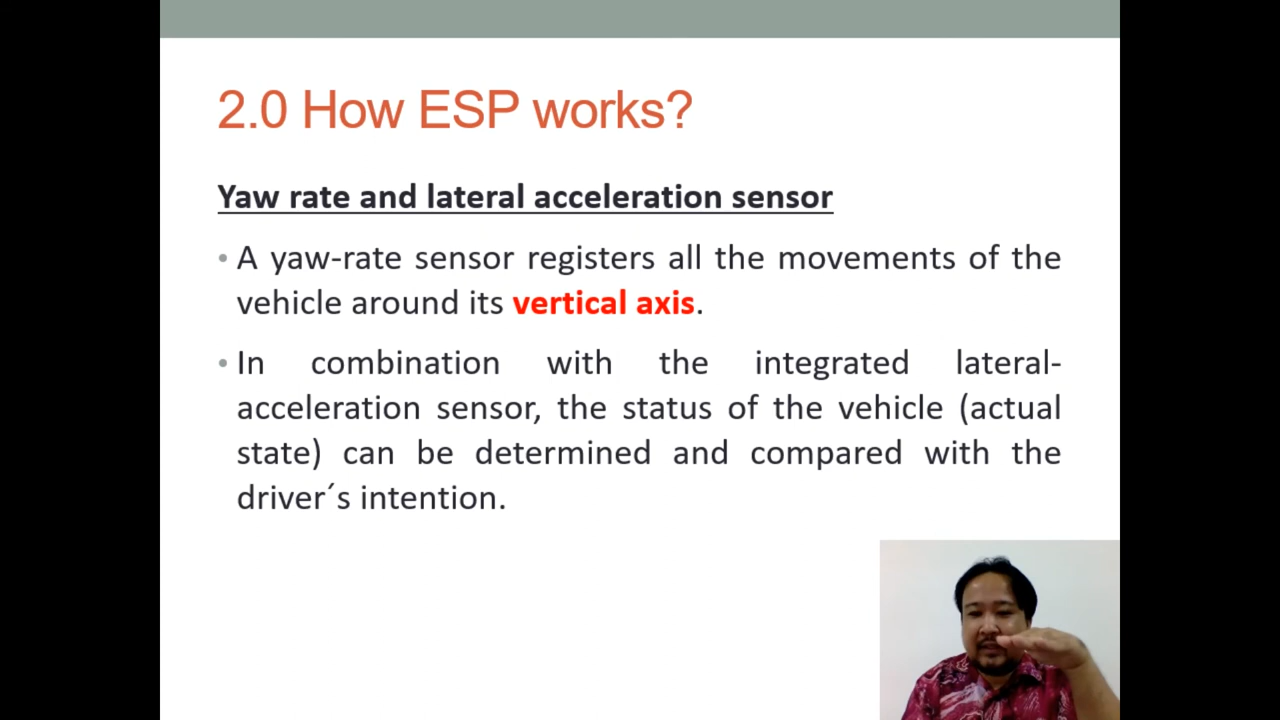 2.0 How ESP works?
Yaw rate and lateral acceleration sensor
• A yaw-rate sensor registers all the movements of the
vehicle around its vertical axis.
• In combination with the integrated lateral-
acceleration sensor, the status of the vehicle (actual
state) can be determined and compared with the
driver´s intention.